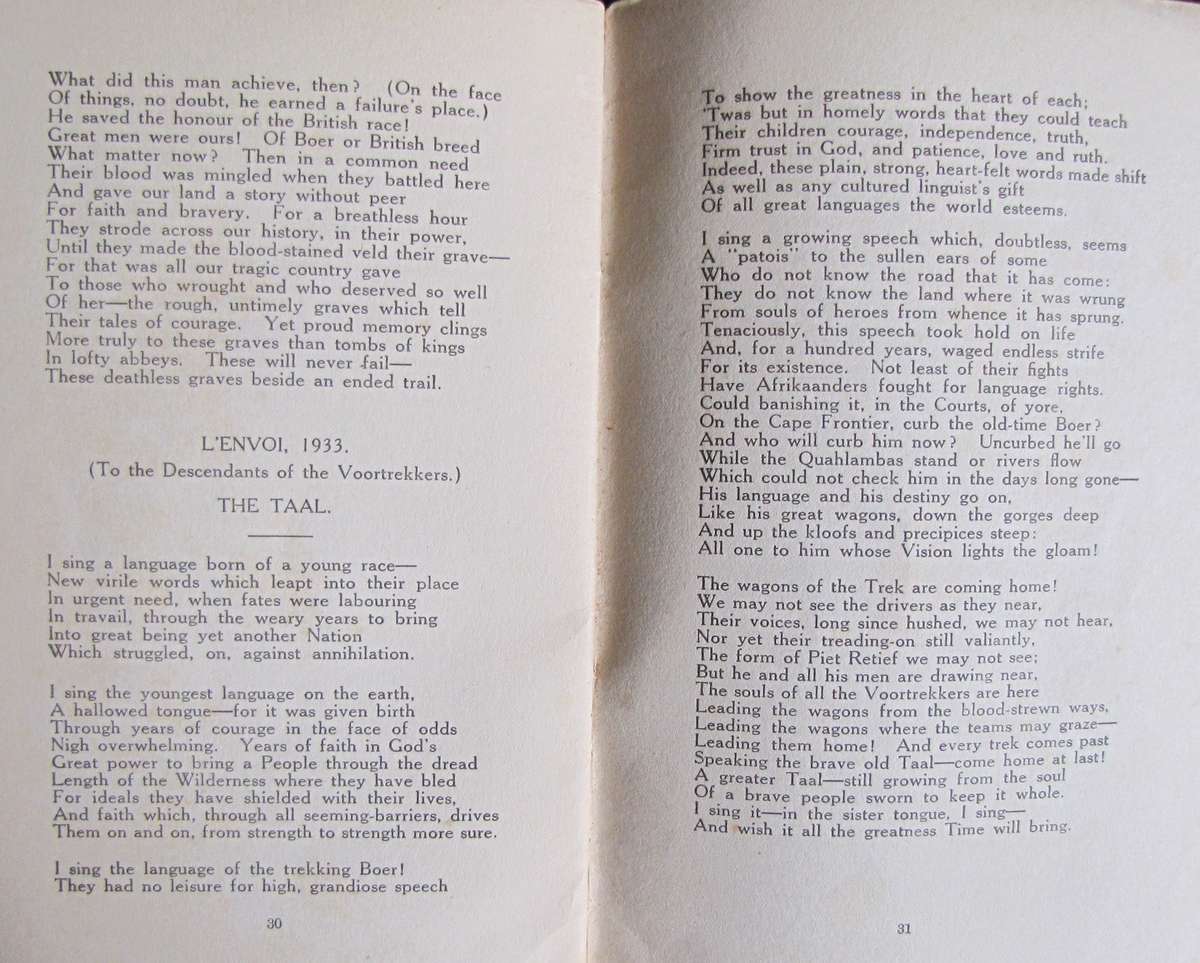 What did this man achieve, then? (On the face
Of things, no doubt, he earned a failure's place.)
He saved the honour of the British race!
Great men were ours! Of Boer or British breed
What matter now? Then in a common need
Their blood was mingled when they battled here
And gave our land a story without peer
For faith and bravery. For a breathless hour
They strode across our history, in their power,
Until they made the blood-stained veld their grave—
For that was all our tragic country gave
To those who wrought and who deserved so well
Of her—the rough, untimely graves which tell
Their tales of courage. Yet proud memory clings
More truly to these graves than tombs of kings
In lofty abbeys. These will never fail—
These deathless graves beside an ended trail.
L'ENVOI, 1933.
(To the Descendants of the Voortrekkers.)
THE TAAL.
I sing a language born of a young race—
New virile words which leapt into their place
In urgent need, when fates were labouring
In travail, through the weary years to bring
Into great being yet another Nation
Which struggled, on, against annihilation.
I sing the youngest language on the earth,
A hallowed tongue—for it was given birth
Through years of courage in the face of odds
Nigh overwhelming. Years of faith in God's
Great power to bring a People through the dread
Length of the Wilderness where they have bled
For ideals they have shielded with their lives,
And faith which, through all seeming-barriers, drives
Them on and on, from strength to strength more sure.
I sing the language of the trekking Boer!
They had no leisure for high, grandiose speech
30
To show the greatness in the heart of each;
'Twas but in homely words that they could teach
Their children courage, independence, truth,
Firm trust in God, and patience, love and ruth.
Indeed, these plain, strong, heart-felt words made shift
As well as any cultured linguist's gift
Of all great languages the world esteems.
I sing a growing speech which, doubtless, seems
A "patois" to the sullen ears of some
Who do not know the road that it has come:
They do not know the land where it was wrung
From souls of heroes from whence it has sprung.
Tenaciously, this speech took hold on life
And, for a hundred years, waged endless strife
For its existence. Not least of their fights
Have Afrikaanders fought for language rights.
Could banishing it, in the Courts, of yore,
On the Cape Frontier, curb the old-time Boer?
And who will curb him now? Uncurbed he'll go
While the Quahlambas stand or rivers flow
Which could not check him in the days long gone—
His language and his destiny go on,
Like his great wagons, down the gorges deep
And up the kloofs and precipices steep:
All one to him whose Vision lights the gloam!
The wagons of the Trek are coming home!
We may not see the drivers as they near,
Their voices, long since hushed, we may not hear,
Nor yet their treading-on still valiantly,
The form of Piet Retief we may not see;
But he and all his men are drawing near,
The souls of all the Voortrekkers are here
Leading the wagons from the blood-strewn ways,
Leading the wagons where the teams may graze—
Leading them home! And every trek comes past
Speaking the brave old Taal—come home at last!
A greater Taal—still growing from the soul
Of a brave people sworn to keep it whole.
I sing it—in the sister tongue, I sing—
And wish it all the greatness Time will bring.
31